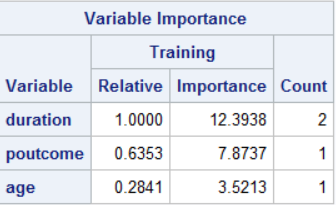 Variable Importance
Training
Variable Relative Importance Count
duration 1.0000 12.3938 2
poutcome 0.6353 7.8737 1
age 0.2841 3.5213 1